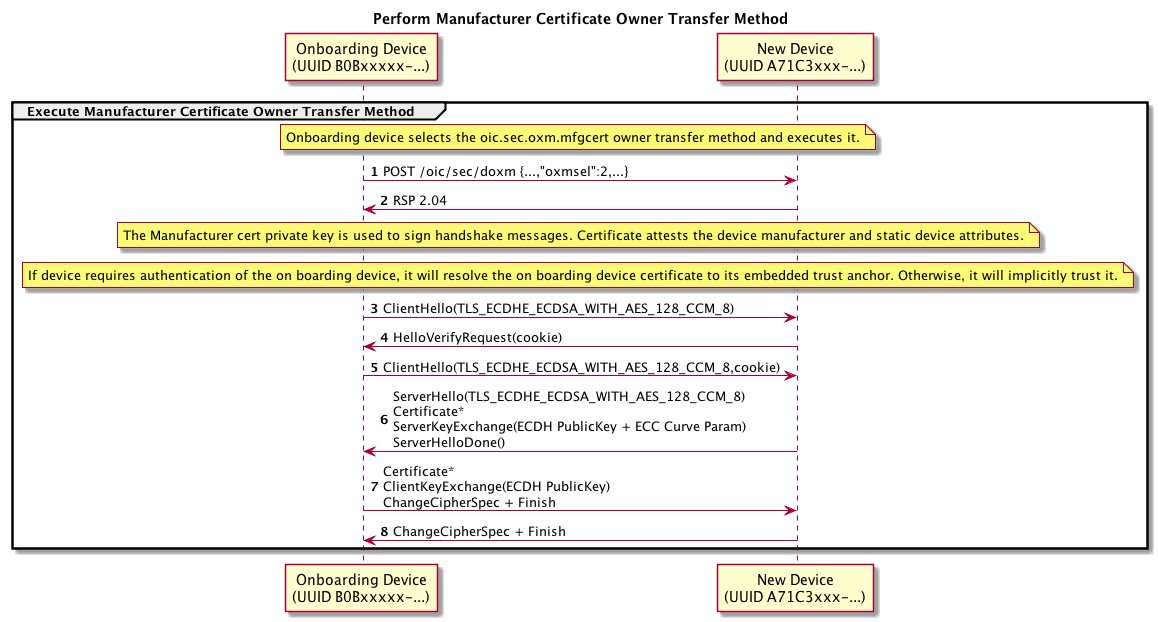 Perform Manufacturer Certificate Owner Transfer Method
Onboarding Device
(UUID B0Bxxxxx-...)
New Device
(UUID A71C3xxx-...)
Execute Manufacturer Certificate Owner Transfer Method
Onboarding device selects the oic.sec.oxm.mfgcert owner transfer method and executes it.
1 POST /oic/sec/doxm {...,"oxmsel":2,...}
2 RSP 2.04
The Manufacturer cert private key is used to sign handshake messages. Certificate attests the device manufacturer and static device attributes.
If device requires authentication of the on boarding device, it will resolve the on boarding device certificate to its embedded trust anchor. Otherwise, it will implicitly trust it.
3 ClientHello(TLS_ECDHE_ECDSA_WITH_AES_128_CCM_8)
4 HelloVerifyRequest(cookie)
5 ClientHello(TLS_ECDHE_ECDSA_WITH_AES_128_CCM_8,cookie)
6 ServerHello(TLS_ECDHE_ECDSA_WITH_AES_128_CCM_8)
Certificate*
ServerKeyExchange(ECDH PublicKey + ECC Curve Param)
ServerHelloDone()
7 Certificate*
ClientKeyExchange(ECDH PublicKey)
ChangeCipherSpec + Finish
8 ChangeCipherSpec + Finish
Onboarding Device
(UUID B0Bxxxxx-...)
New Device
(UUID A71C3xxx-...)